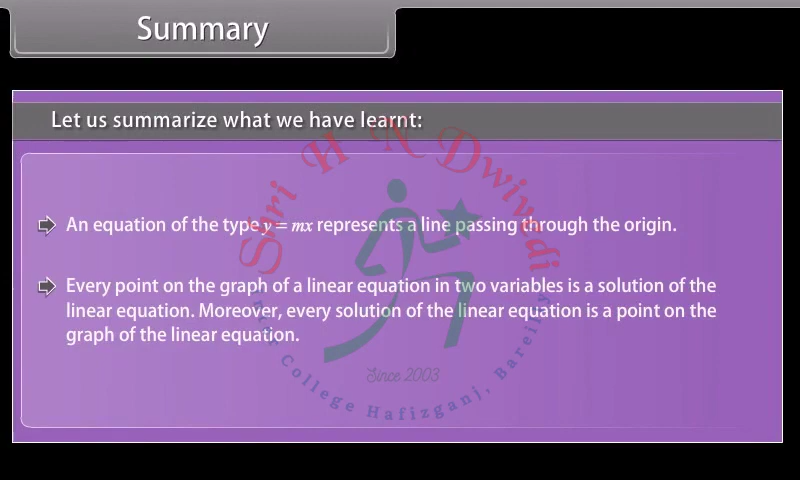 Summary
Let us summarize what we have learnt:
An equation of the type y = mx represents a line passing through the origin.
Every point on the graph of a linear equation in two variables is a solution of the
linear equation. Moreover, every solution of the linear equation is a point on the
graph of the linear equation.
Shri H N Dwivedi
Since 2003
Inter College Hafizganj, Bareilly